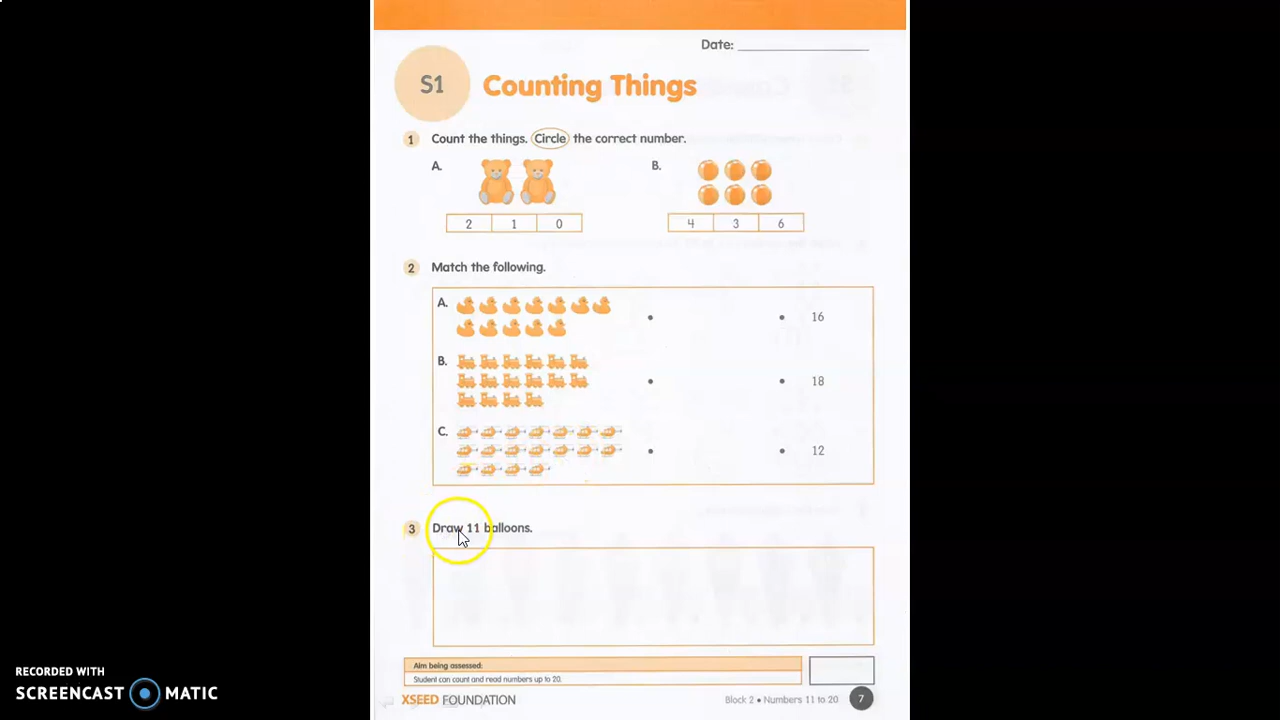 Date:
S1
Counting Things
1 Count the things. Circle the correct number.
A. B.
2 1 0 4 3 6
2 Match the following.
A. 16
B. 18
C. 12
3 Draw 11 balloons.
Aim being assessed:
Student can count and read numbers up to 20.
XSEED FOUNDATION Block 2 • Numbers 11 to 20 7
RECORDED WITH
SCREENCAST MATIC